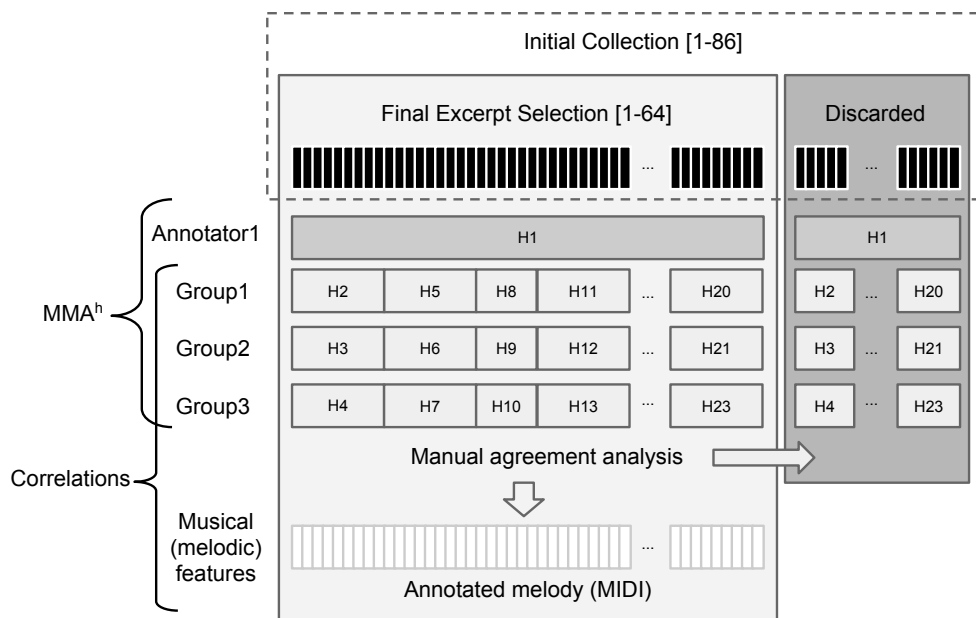 Initial Collection [1-86]
Final Excerpt Selection [1-64]
Discarded
...
...
Annotator1
H1
H1
Group1
H2 H5 H8 H11 ... H20
H2 ... H20
MMAʰ
Group2
H3 H6 H9 H12 ... H21
H3 ... H21
Group3
H4 H7 H10 H13 ... H23
H4 ... H23
Manual agreement analysis
Correlations
Musical
(melodic)
features
...
Annotated melody (MIDI)